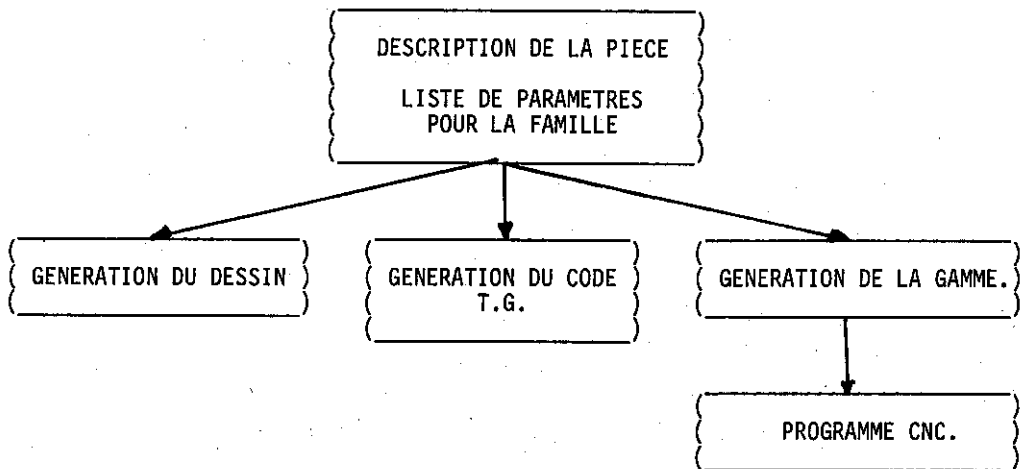 DESCRIPTION DE LA PIECE
LISTE DE PARAMETRES
POUR LA FAMILLE
GENERATION DU DESSIN
GENERATION DU CODE
T.G.
GENERATION DE LA GAMME.
PROGRAMME CNC.